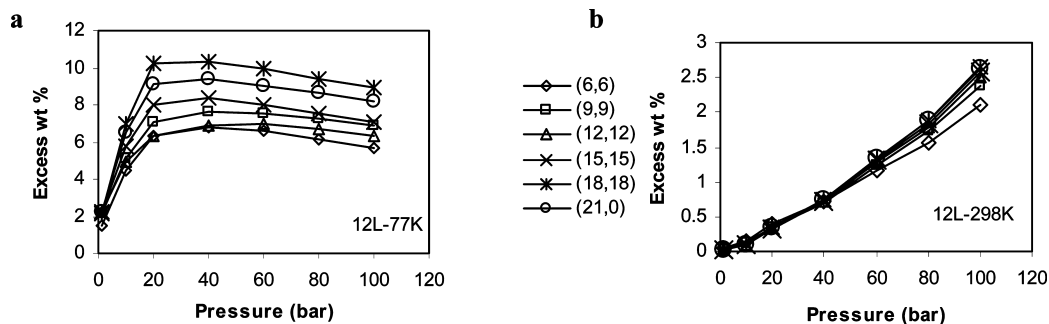 a
12
10
8
6
4
2
0
Excess wt %
0 20 40 60 80 100 120
Pressure (bar)
12L-77K
(6,6)
(9,9)
(12,12)
(15,15)
(18,18)
(21,0)
b
3
2.5
2
1.5
1
0.5
0
Excess wt %
0 20 40 60 80 100 120
Pressure (bar)
12L-298K